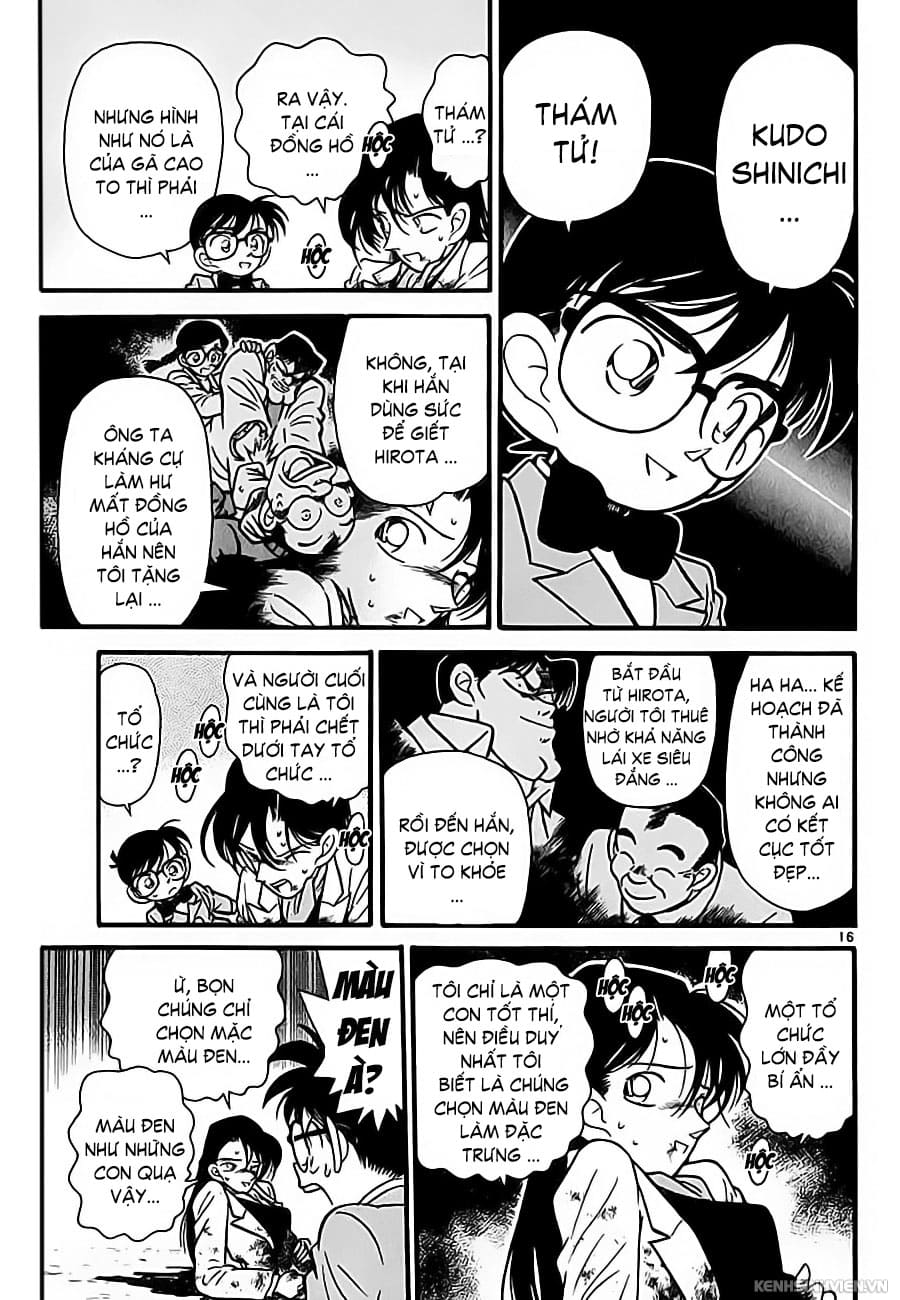 KUDO
SHINICHI
...
THÁM
TỬ!
THÁM
TỬ ...?
HỘC
RA VẬY.
TẠI CÁI
ĐỒNG HỒ
...
HỘC
NHƯNG HÌNH
NHƯ NÓ LÀ
CỦA GÃ CAO
TO THÌ PHẢI
...
KHÔNG, TẠI
KHI HẮN
DÙNG SỨC
ĐỂ GIẾT
HIROTA ...
ÔNG TA
KHÁNG CỰ
LÀM HƯ
MẤT ĐỒNG
HỒ CỦA
HẮN NÊN
TÔI TẶNG
LẠI ...
HA HA... KẾ
HOẠCH ĐÃ
THÀNH
CÔNG
NHƯNG
KHÔNG AI
CÓ KẾT
CỤC TỐT
ĐẸP...
BẮT ĐẦU
TỪ HIROTA,
NGƯỜI TÔI THUÊ
NHỜ KHẢ NĂNG
LÁI XE SIÊU
ĐẲNG ...
RỒI ĐẾN HẮN,
ĐƯỢC CHỌN
VÌ TO KHỎE
...
VÀ NGƯỜI CUỐI
CÙNG LÀ TÔI
THÌ PHẢI CHẾT
DƯỚI TAY TỔ
CHỨC ...
HỘC
HỘC
HỘC
TỔ
CHỨC
...?
16
MỘT TỔ
CHỨC
LỚN ĐẦY
BÍ ẨN ...
HỘC
HỘC
HỘC
HỘC
TÔI CHỈ LÀ MỘT
CON TỐT THÍ,
NÊN ĐIỀU DUY
NHẤT TÔI
BIẾT LÀ CHÚNG
CHỌN MÀU ĐEN
LÀM ĐẶC
TRƯNG ...
MÀU
ĐEN
À?
Ừ, BỌN
CHÚNG CHỈ
CHỌN MẶC
MÀU ĐEN...
MÀU ĐEN
NHƯ NHỮNG
CON QUẠ
VẬY...
KENHSINHVIEN.VN